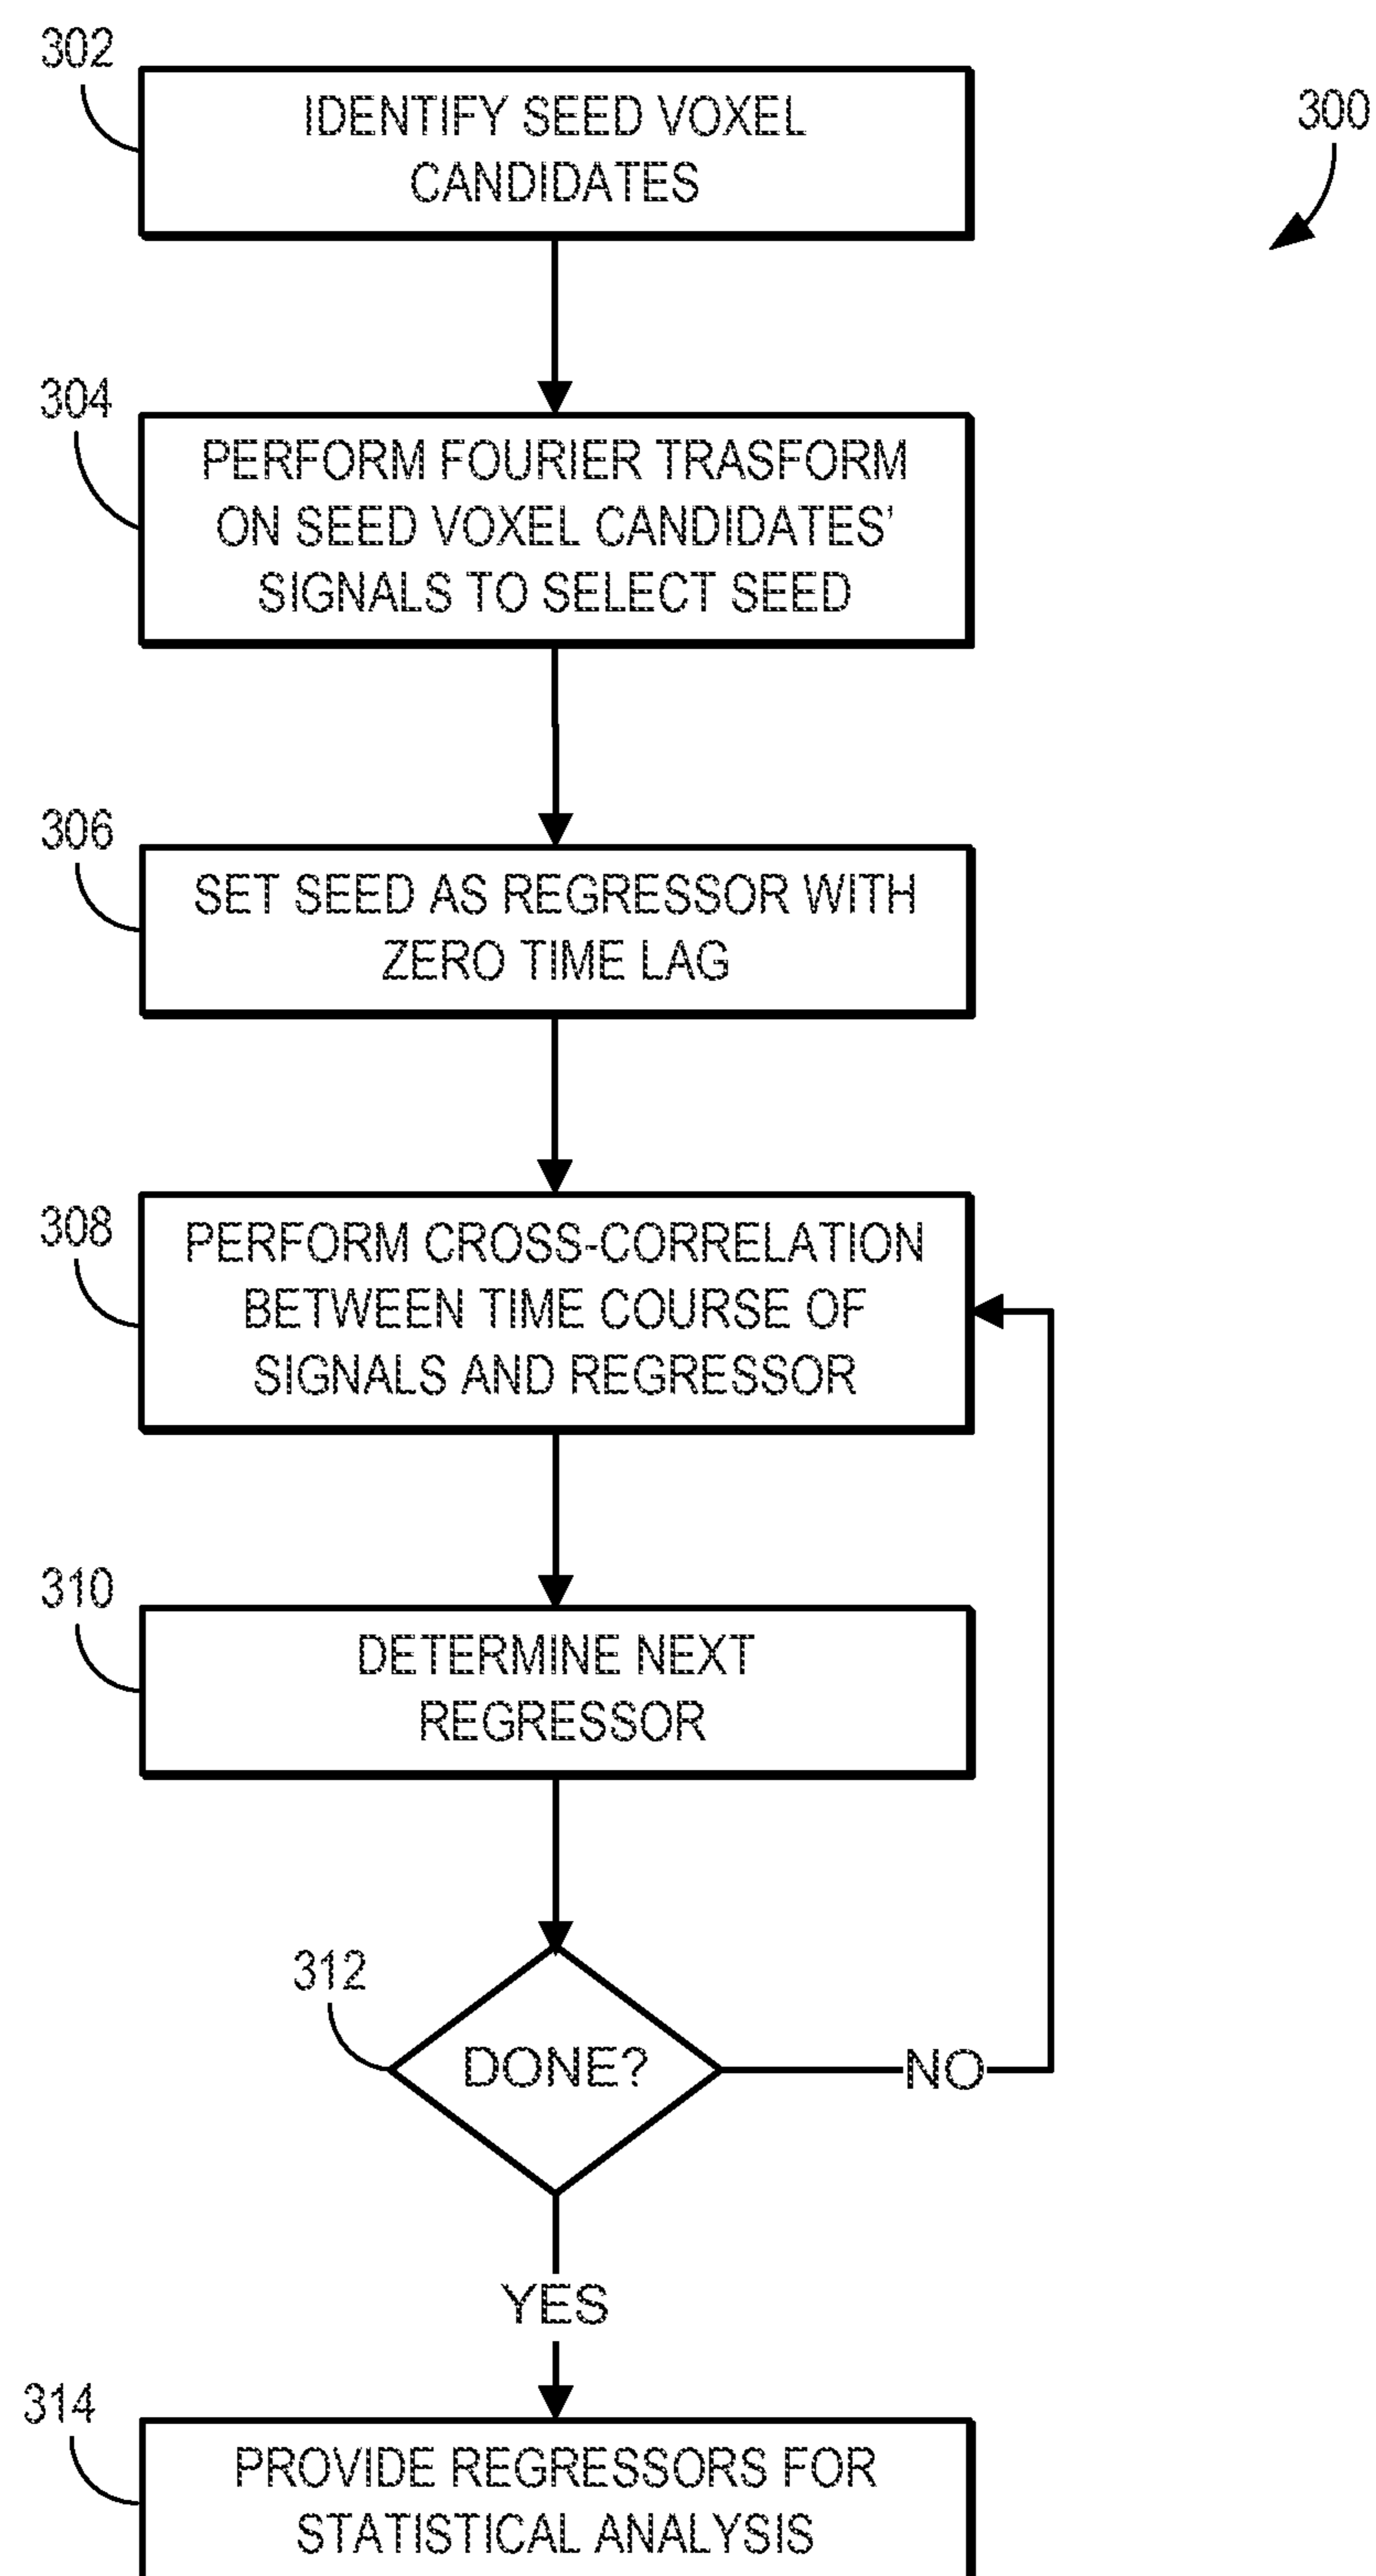 302
IDENTIFY SEED VOXEL
CANDIDATES
300
304
PERFORM FOURIER TRASFORM
ON SEED VOXEL CANDIDATES’
SIGNALS TO SELECT SEED
306
SET SEED AS REGRESSOR WITH
ZERO TIME LAG
308
PERFORM CROSS-CORRELATION
BETWEEN TIME COURSE OF
SIGNALS AND REGRESSOR
310
DETERMINE NEXT
REGRESSOR
312
DONE?
NO
YES
314
PROVIDE REGRESSORS FOR
STATISTICAL ANALYSIS